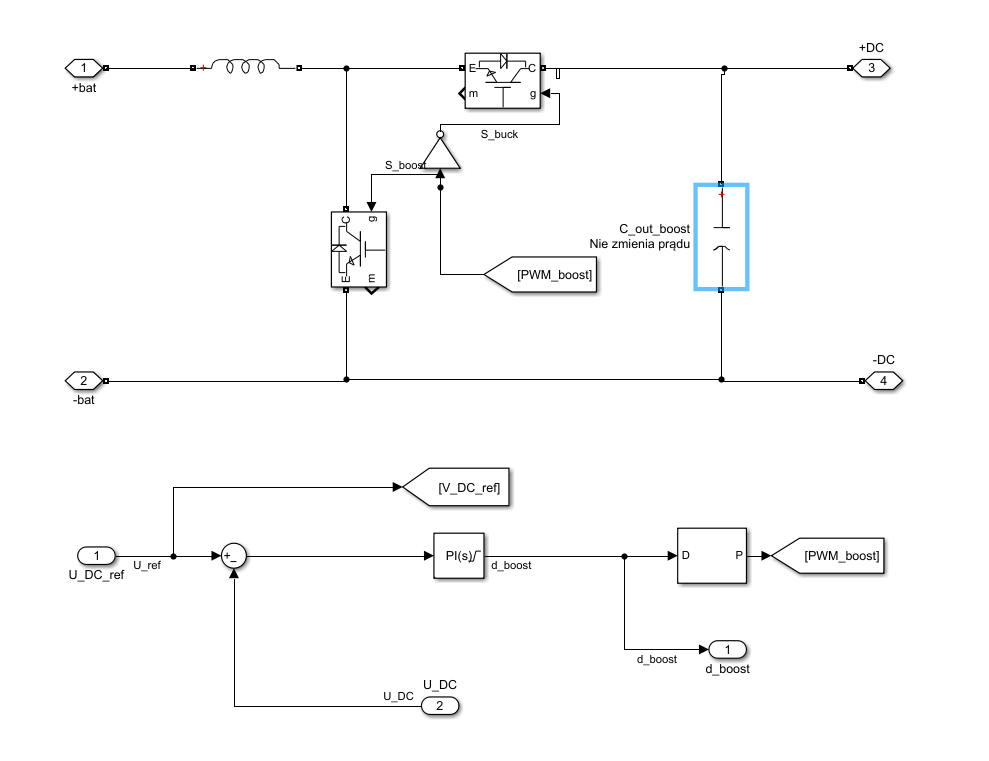 +DC
1
+bat
E
C
m
g
3
S_buck
S_boost
C
g
E
m
[PWM_boost]
C_out_boost
Nie zmienia prądu
+
-DC
2
-bat
4
[V_DC_ref]
1
U_DC_ref
U_ref
+
−
PI(s)
d_boost
D
P
[PWM_boost]
d_boost
1
d_boost
U_DC
U_DC
2